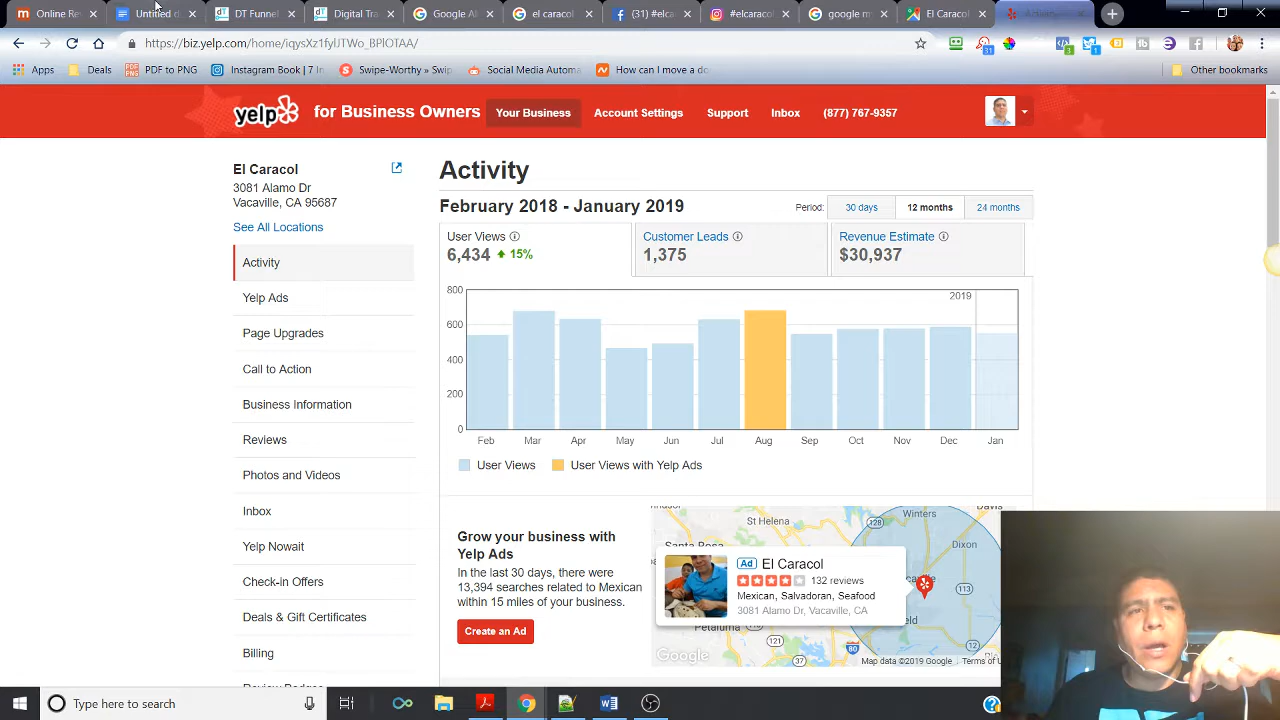 Online Re
Untitled d
DT Funnel
Digital Tra
Google Al
el caracol
(31) #elcar
#elcarocol
google m
El Caracol
https://biz.yelp.com/home/
Apps
Deals
PDF to PNG
Instagram Book | 7 In
Swipe-Worthy » Swip
Social Media Automa
How can I move a do
Other bookmarks
yelp for Business Owners
Your Business
Account Settings
Support
Inbox
(877) 767-9357
El Caracol
3081 Alamo Dr
Vacaville, CA 95687
See All Locations
Activity
Yelp Ads
Page Upgrades
Call to Action
Business Information
Reviews
Photos and Videos
Inbox
Yelp Nowait
Check-in Offers
Deals & Gift Certificates
Billing
Review Badges
Activity
February 2018 - January 2019
Period:
30 days
12 months
24 months
User Views
6,434 15%
Customer Leads
1,375
Revenue Estimate
$30,937
2019
800
600
400
200
0
Feb Mar Apr May Jun Jul Aug Sep Oct Nov Dec Jan
User Views
User Views with Yelp Ads
Grow your business with
Yelp Ads
In the last 30 days, there were
13,394 searches related to Mexican
within 15 miles of your business.
Create an Ad
St Helena
Santa Rosa
Winters
Davis
128
Dixon
113
Ad El Caracol
132 reviews
Mexican, Salvadoran, Seafood
3081 Alamo Dr, Vacaville, CA
Petaluma
121
80
12
37
Google
Map data ©2019 Google
Terms of U
Type here to search